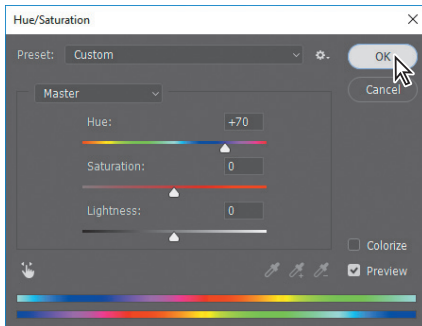 Hue/Saturation
Preset: Custom
OK
Master
Cancel
Hue: +70
Saturation: 0
Lightness: 0
Colorize
Preview